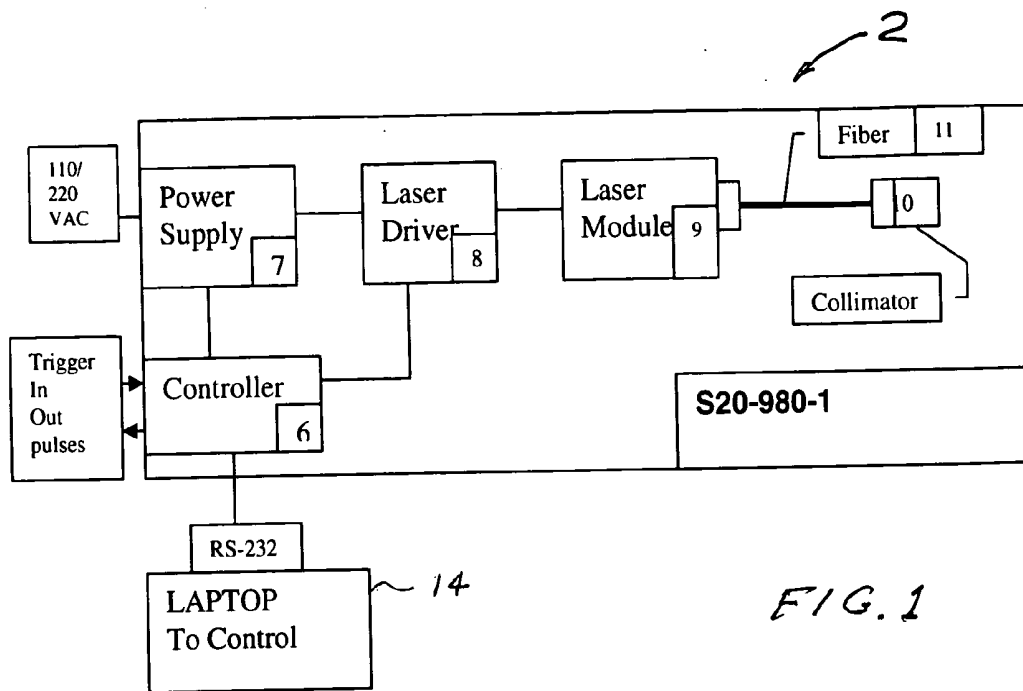 2
Fiber 11
110/
220
VAC
Power
Supply
7
Laser
Driver
8
Laser
Module
9
10
Collimator
Trigger
In
Out
pulses
Controller
6
S20-980-1
RS-232
LAPTOP
To Control
14
FIG. 1